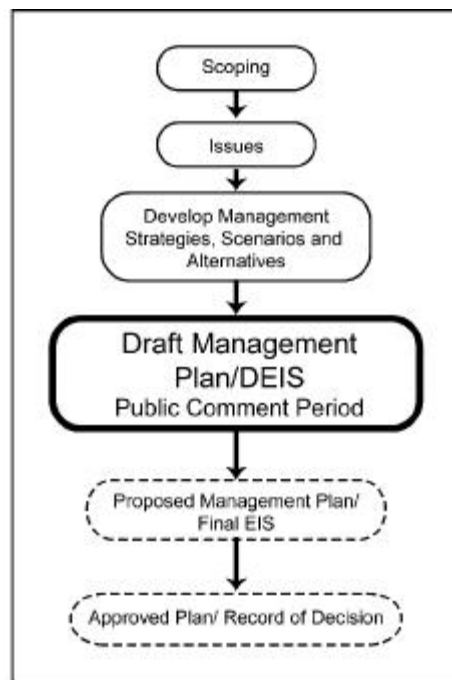 Scoping
Issues
Develop Management
Strategies, Scenarios and
Alternatives
Draft Management
Plan/DEIS
Public Comment Period
Proposed Management Plan/
Final EIS
Approved Plan/ Record of Decision